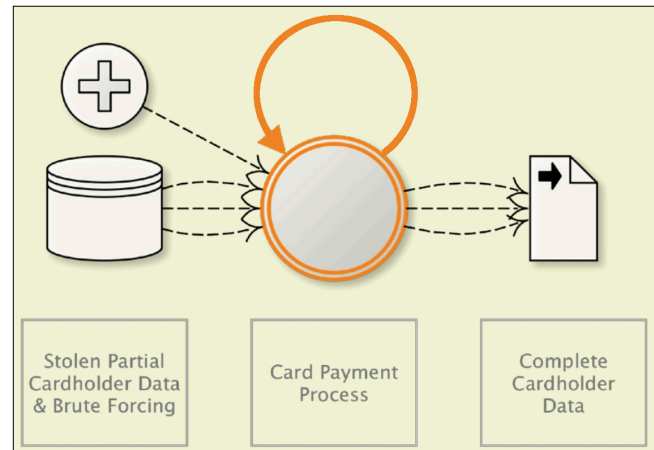 Stolen Partial
Cardholder Data
& Brute Forcing
Card Payment
Process
Complete
Cardholder
Data